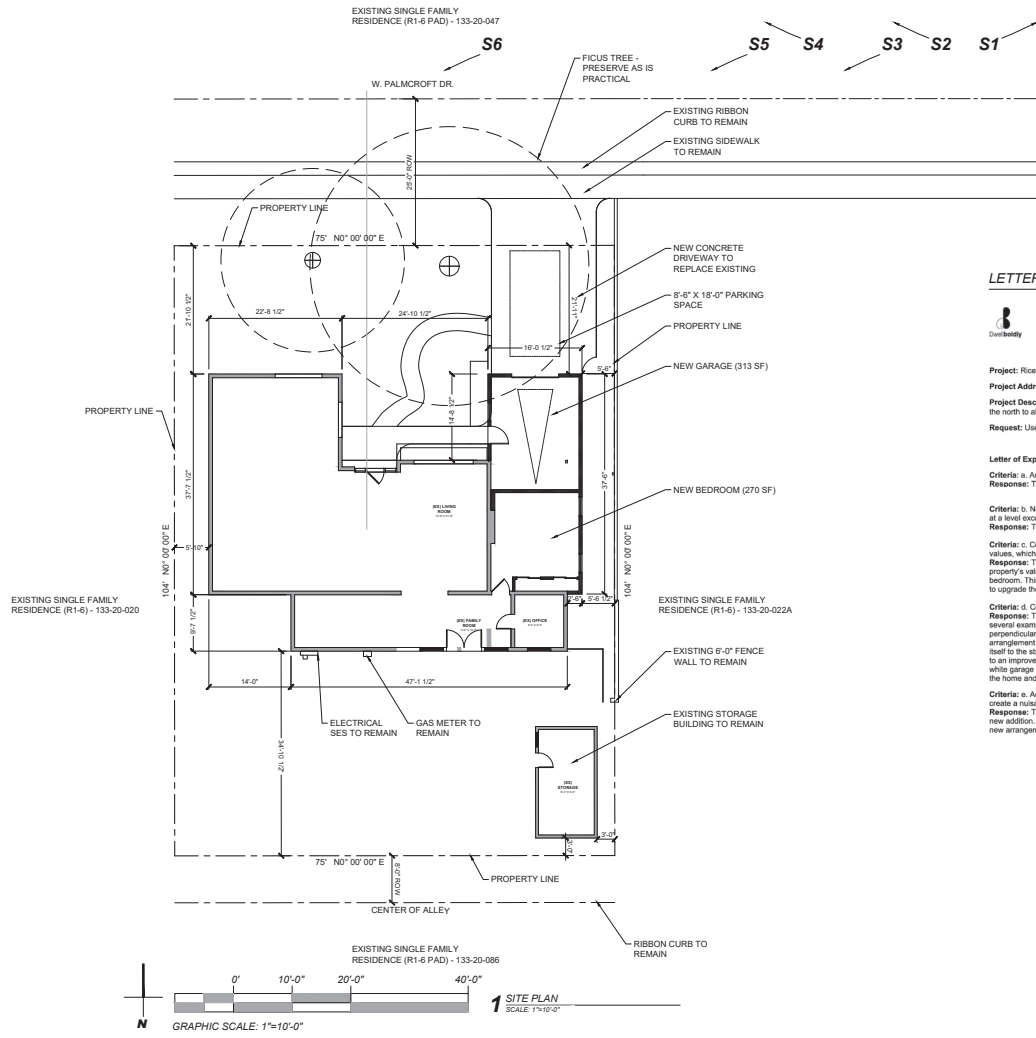 EXISTING SINGLE FAMILY
RESIDENCE (R1-6 PAD) - 133-20-047
S6
S5
S4
S3
S2
S1
FICUS TREE -
PRESERVE AS IS
PRACTICAL
W. PALMCROFT DR.
EXISTING RIBBON
CURB TO REMAIN
EXISTING SIDEWALK
TO REMAIN
25'-0" ROW
PROPERTY LINE
75' N0° 00' 00" E
NEW CONCRETE
DRIVEWAY TO
REPLACE EXISTING
8'-6" X 18'-0" PARKING
SPACE
PROPERTY LINE
NEW GARAGE (313 SF)
21'-10 1/2"
22'-8 1/2"
24'-10 1/2"
21'-11"
16'-0 1/2"
5'-6"
14'-8 1/2"
PROPERTY LINE
37'-7 1/2"
37'-6"
(EX) LIVING
ROOM
NEW BEDROOM (270 SF)
104' N0° 00' 00" E
104' N0° 00' 00" E
5'-10"
EXISTING SINGLE FAMILY
RESIDENCE (R1-6) - 133-20-020
2'-6"
5'-6 1/2"
EXISTING SINGLE FAMILY
RESIDENCE (R1-6) - 133-20-022A
9'-7 1/2"
(EX) FAMILY
ROOM
(EX) OFFICE
EXISTING 6'-0" FENCE
WALL TO REMAIN
14'-0"
47'-1 1/2"
ELECTRICAL
SES TO REMAIN
GAS METER TO
REMAIN
EXISTING STORAGE
BUILDING TO REMAIN
34'-10 1/2"
(EX)
STORAGE
3'-0"
3'-0"
75' N0° 00' 00" E
PROPERTY LINE
8'-0" ROW
CENTER OF ALLEY
RIBBON CURB TO
REMAIN
EXISTING SINGLE FAMILY
RESIDENCE (R1-6 PAD) - 133-20-086
0'
10'-0"
20'-0"
40'-0"
N
GRAPHIC SCALE: 1"=10'-0"
1 SITE PLAN
SCALE: 1"=10'-0"
LETTER
Dwellboldly
Project: Rice
Project Addr
Project Desc
the north to a
Request: Use
Letter of Exp
Criteria: a. A
Response: T
Criteria: b. N
at a level exce
Response: T
Criteria: c. C
values, which
Response: T
property's val
bedroom. This
to upgrade the
Criteria: d. C
Response: T
several examp
perpendicular
arrangement
itself to the st
to an improve
white garage
the home and
Criteria: e. A
create a nuisa
Response: T
new addition.
new arrangem